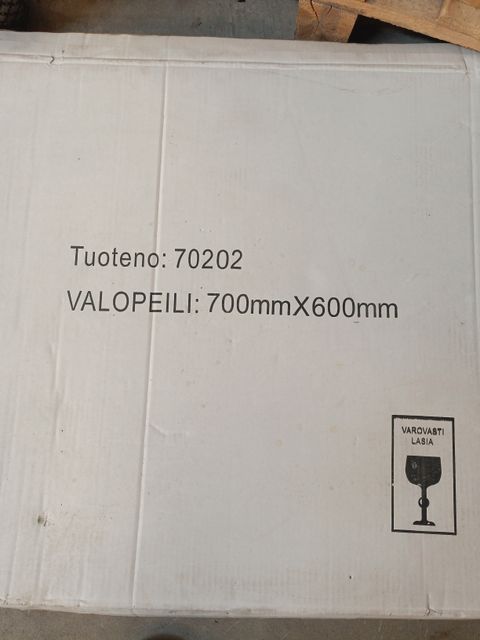 Tuoteno: 70202
VALOPEILI: 700mmX600mm
VAROVASTI
LASIA